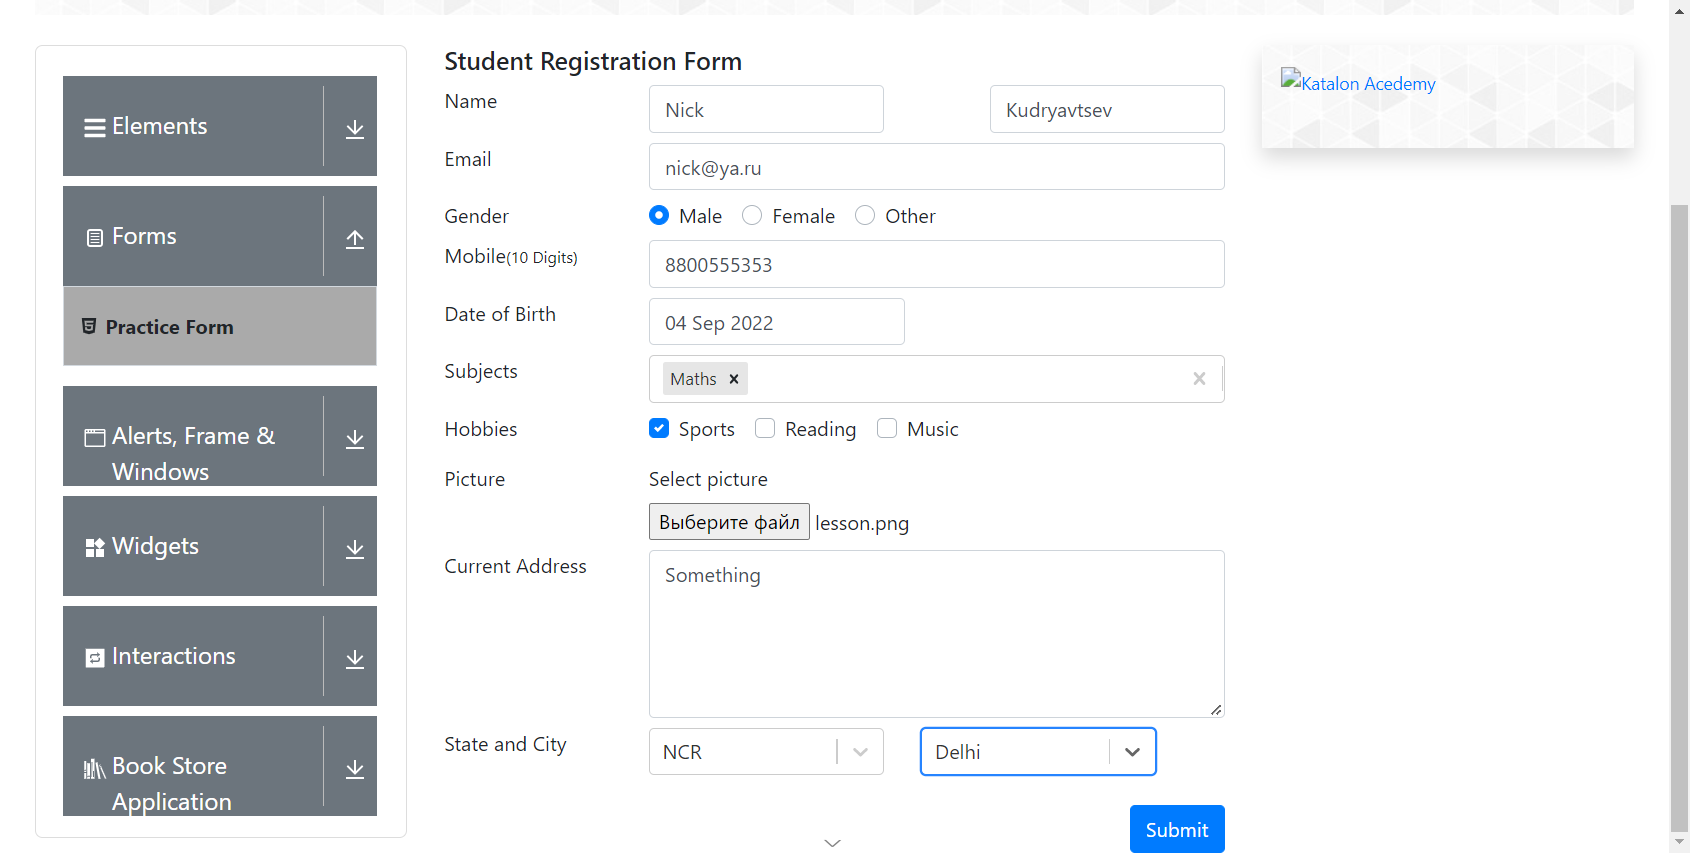 Elements
Forms
Practice Form
Alerts, Frame &
Windows
Widgets
Interactions
Book Store
Application
Student Registration Form
Name
Nick
Kudryavtsev
Email
nick@ya.ru
Gender
Male
Female
Other
Mobile(10 Digits)
8800555353
Date of Birth
04 Sep 2022
Subjects
Maths
Hobbies
Sports
Reading
Music
Picture
Select picture
Выберите файл lesson.png
Current Address
Something
State and City
NCR
Delhi
Submit
Katalon Acedemy